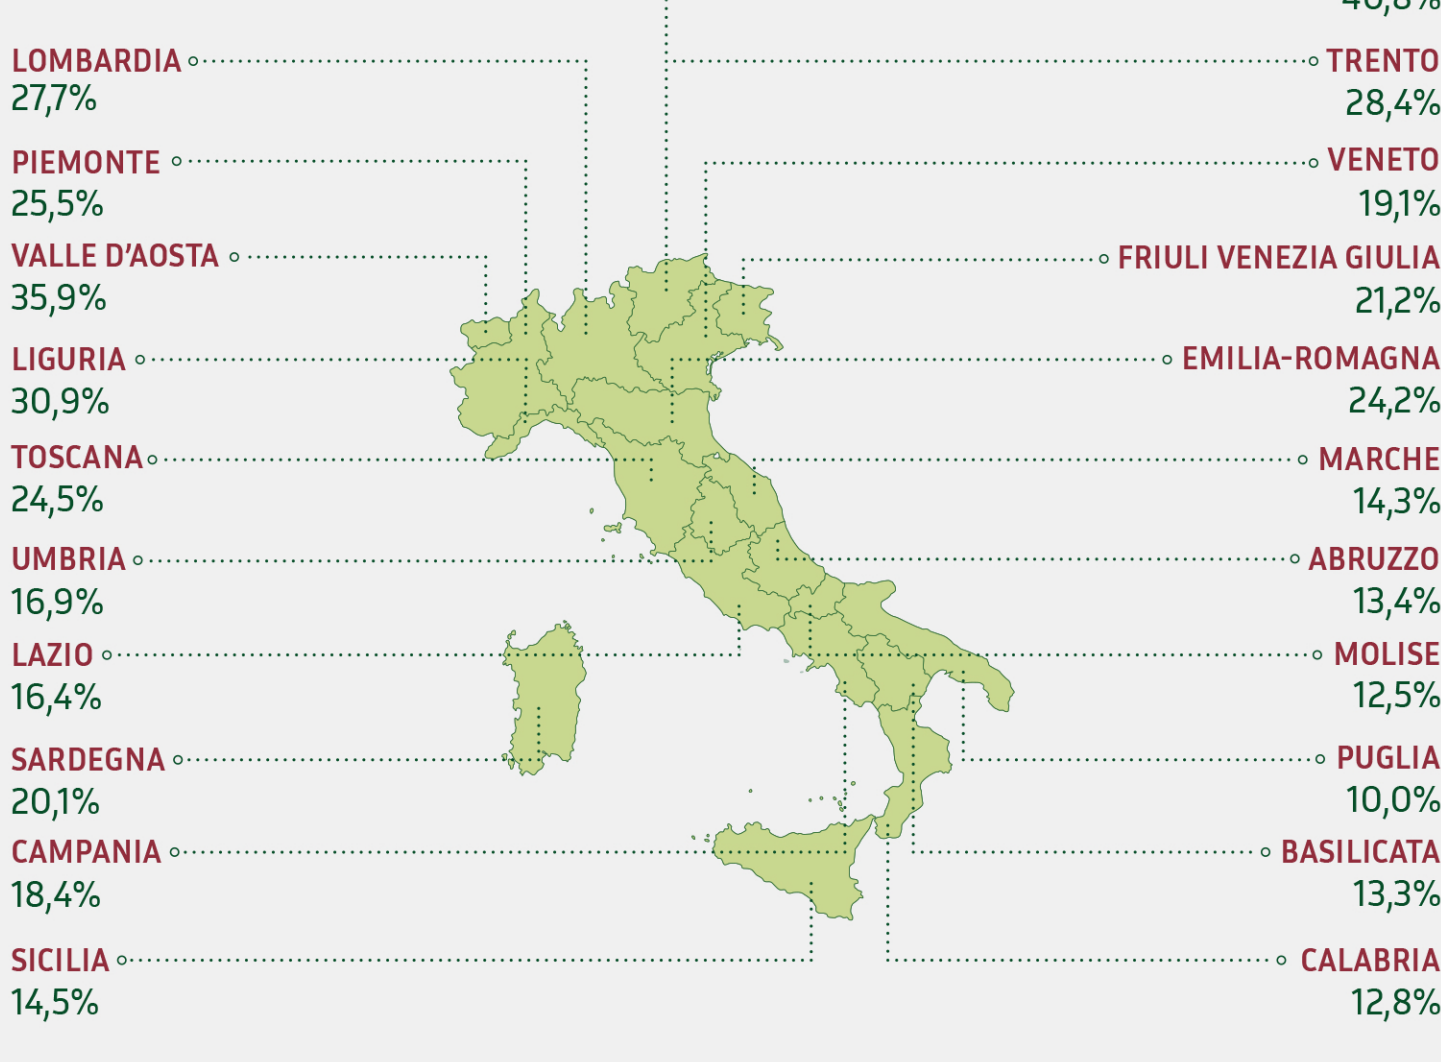 LOMBARDIA
27,7%
PIEMONTE
25,5%
VALLE D'AOSTA
35,9%
LIGURIA
30,9%
TOSCANA
24,5%
UMBRIA
16,9%
LAZIO
16,4%
SARDEGNA
20,1%
CAMPANIA
18,4%
SICILIA
14,5%
TRENTO
28,4%
VENETO
19,1%
FRIULI VENEZIA GIULIA
21,2%
EMILIA-ROMAGNA
24,2%
MARCHE
14,3%
ABRUZZO
13,4%
MOLISE
12,5%
PUGLIA
10,0%
BASILICATA
13,3%
CALABRIA
12,8%